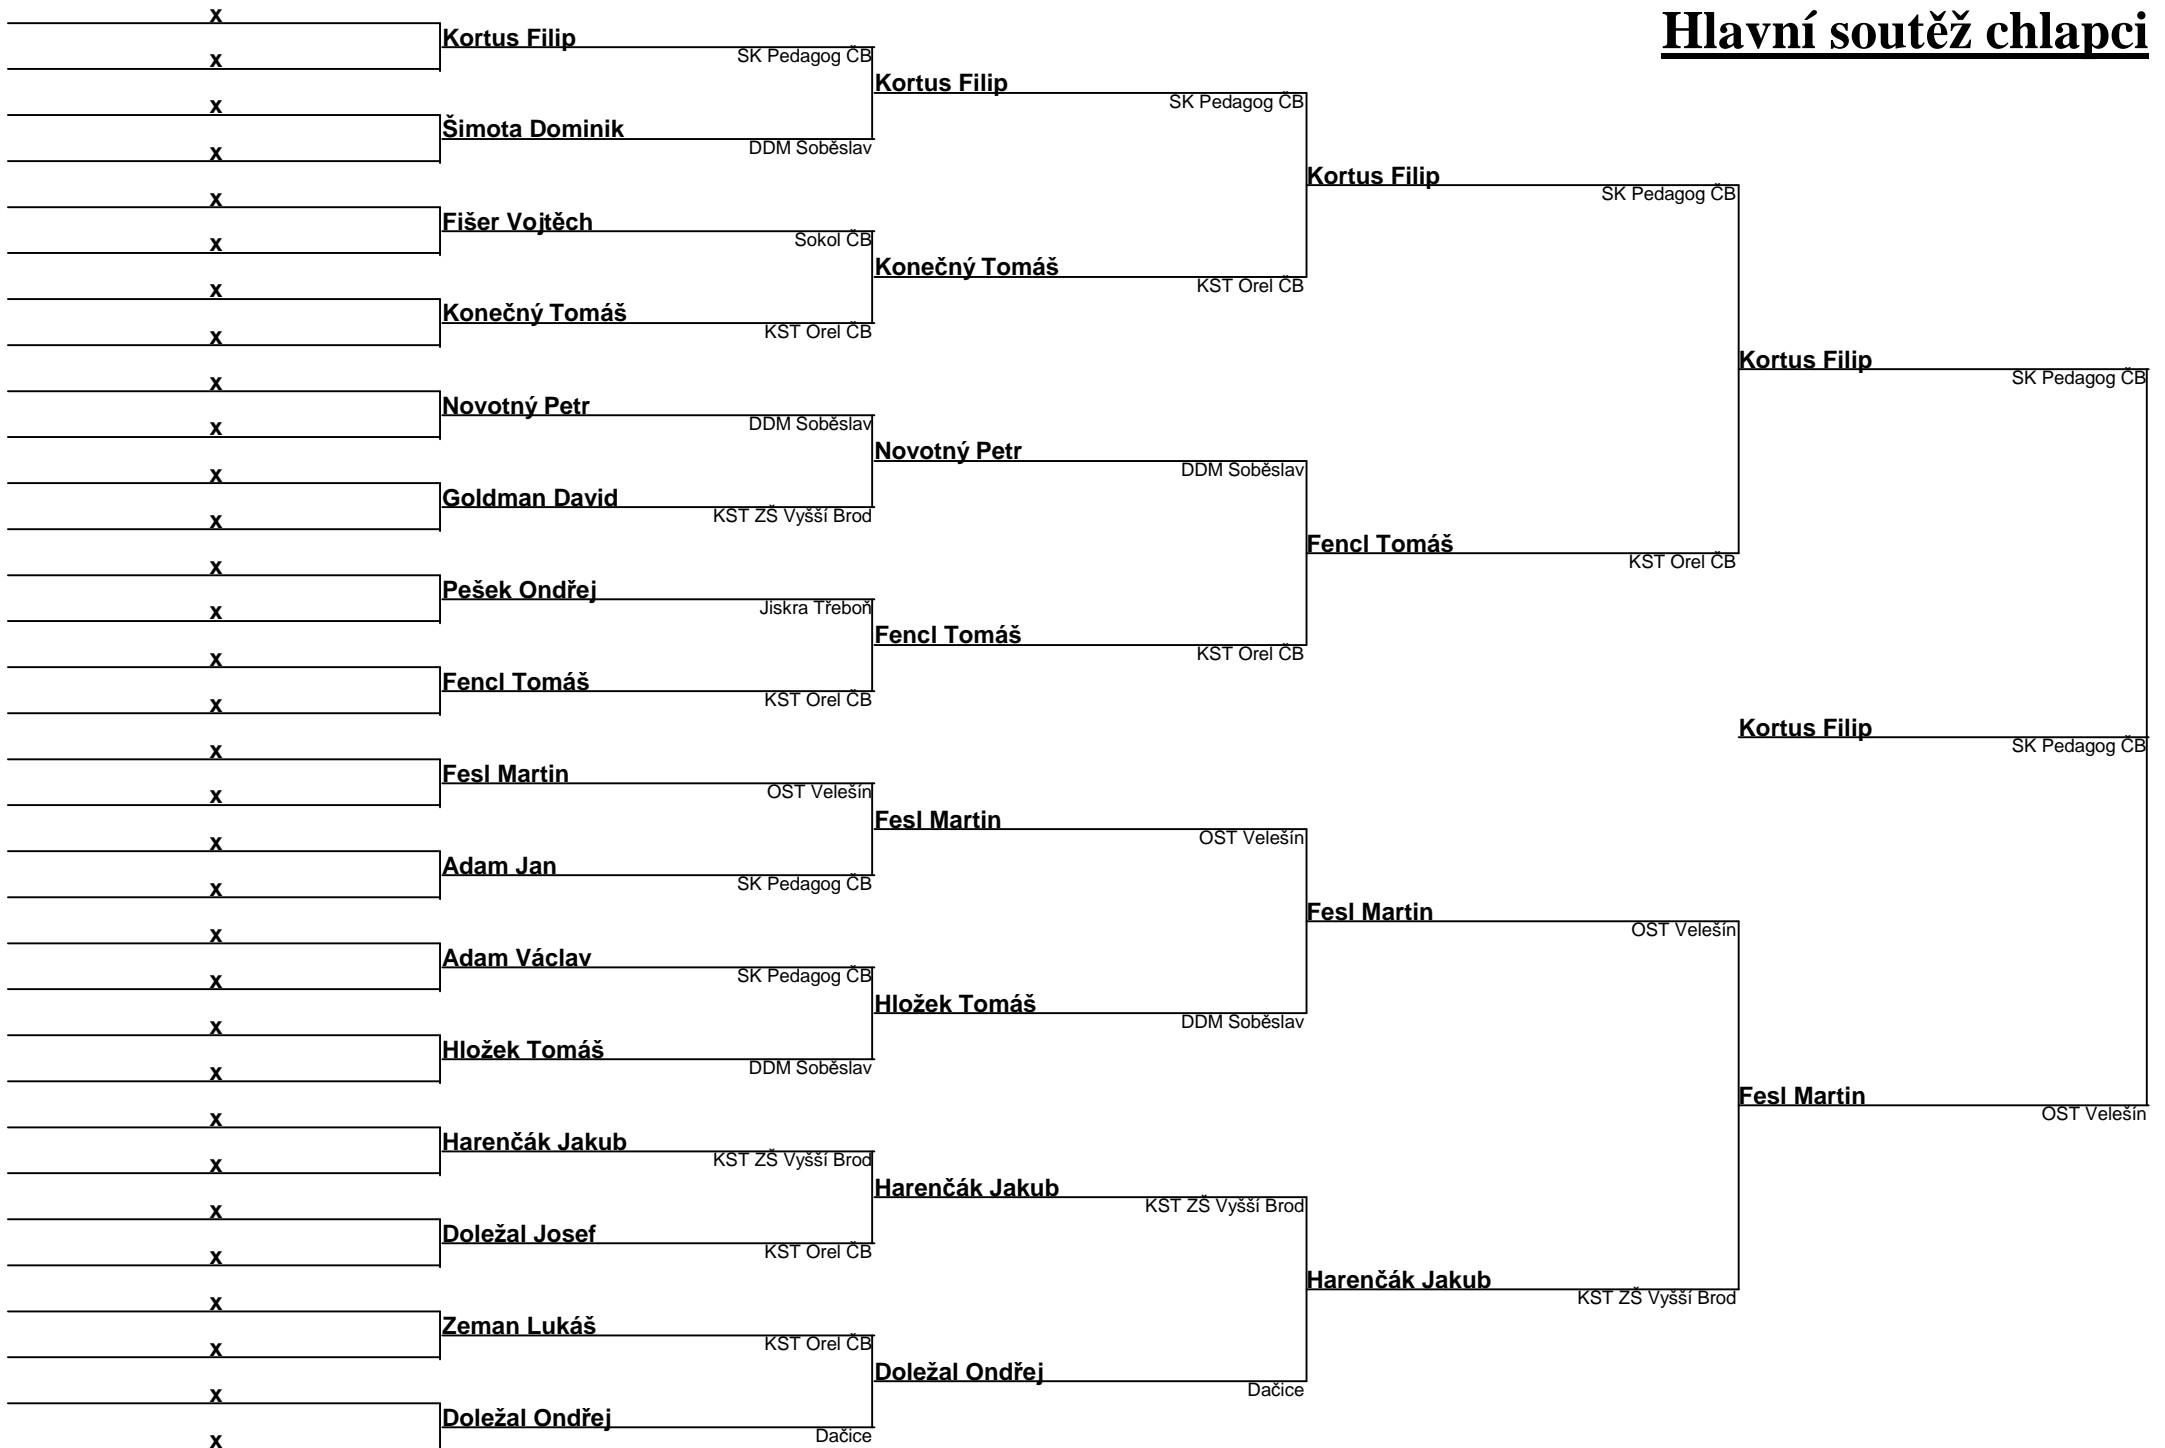 Hlavní soutěž chlapci
x
Kortus Filip
SK Pedagog ČB
x
Kortus Filip
SK Pedagog ČB
x
Šimota Dominik
DDM Soběslav
x
Kortus Filip
SK Pedagog ČB
x
Fišer Vojtěch
Sokol ČB
x
Konečný Tomáš
KST Orel ČB
x
Konečný Tomáš
KST Orel ČB
x
Kortus Filip
SK Pedagog ČB
x
Novotný Petr
DDM Soběslav
x
Novotný Petr
DDM Soběslav
x
Goldman David
KST ZŠ Vyšší Brod
x
Fencl Tomáš
KST Orel ČB
x
Pešek Ondřej
Jiskra Třeboň
x
Fencl Tomáš
KST Orel ČB
x
Fencl Tomáš
KST Orel ČB
x
Kortus Filip
SK Pedagog ČB
x
Fesl Martin
OST Velešín
x
Fesl Martin
OST Velešín
x
Adam Jan
SK Pedagog ČB
x
Fesl Martin
OST Velešín
x
Adam Václav
SK Pedagog ČB
x
Hložek Tomáš
DDM Soběslav
x
Hložek Tomáš
DDM Soběslav
x
Fesl Martin
OST Velešín
x
Harenčák Jakub
KST ZŠ Vyšší Brod
x
Harenčák Jakub
KST ZŠ Vyšší Brod
x
Doležal Josef
KST Orel ČB
x
Harenčák Jakub
KST ZŠ Vyšší Brod
x
Zeman Lukáš
KST Orel ČB
x
Doležal Ondřej
Dačice
x
Doležal Ondřej
Dačice
x